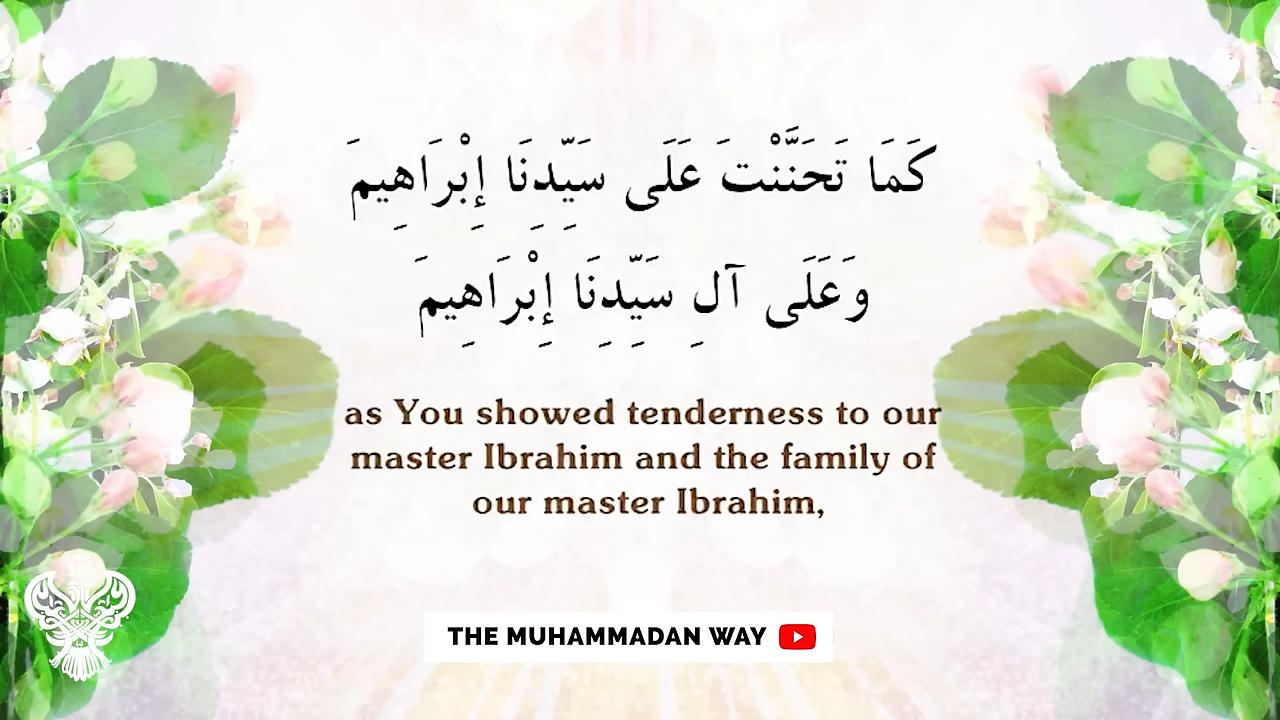 كَمَا تَحَنَّنْتَ عَلَى سَيِّدِنَا إِبْرَاهِيمَ
وَعَلَى آلِ سَيِّدِنَا إِبْرَاهِيمَ
as You showed tenderness to our
master Ibrahim and the family of
our master Ibrahim,
THE MUHAMMADAN WAY